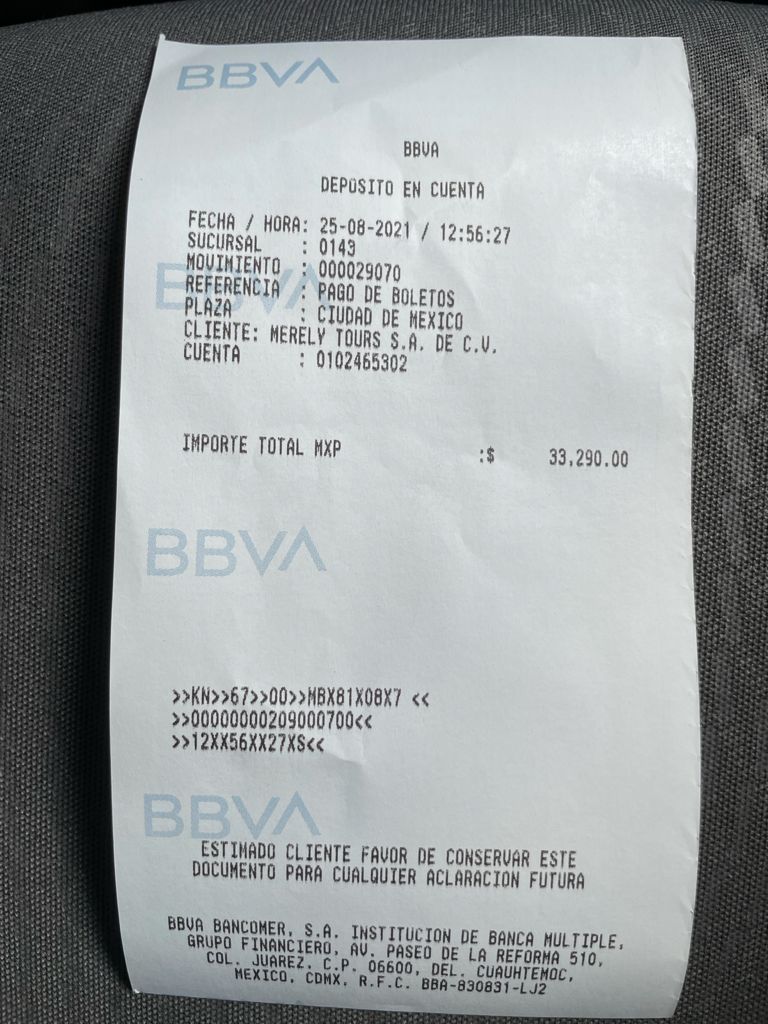 BBVA
BBVA
DEPOSITO EN CUENTA
FECHA / HORA: 25-08-2021 / 12:56:27
SUCURSAL : 0143
MOVIMIENTO : 000029070
BBVA
REFERENCIA : PAGO DE BOLETOS
PLAZA : CIUDAD DE MEXICO
CLIENTE: MERELY TOURS S.A. DE C.V.
CUENTA : 0102465302
IMPORTE TOTAL MXP :$ 33,290.00
BBVA
>>KN>>67>>00>>MBX81X08X7 <<
>>00000000209000700<<
>>12XX56XX27XS<<
BBVA
ESTIMADO CLIENTE FAVOR DE CONSERVAR ESTE
DOCUMENTO PARA CUALQUIER ACLARACION FUTURA
BBVA BANCOMER, S.A. INSTITUCION DE BANCA MULTIPLE,
GRUPO FINANCIERO, AV. PASEO DE LA REFORMA 510,
COL. JUAREZ, C.P. 06600, DEL. CUAUHTEMOC,
MEXICO, CDMX, R.F.C. BBA-830831-LJ2